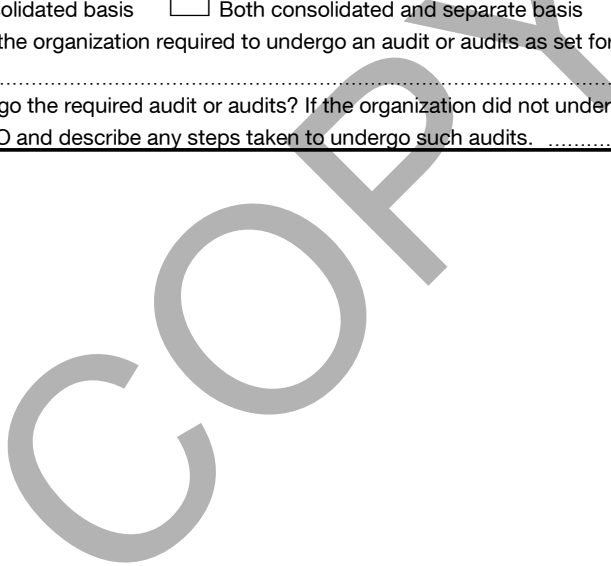 solidated basis Both consolidated and separate basis
the organization required to undergo an audit or audits as set for
go the required audit or audits? If the organization did not under
O and describe any steps taken to undergo such audits.
COPY